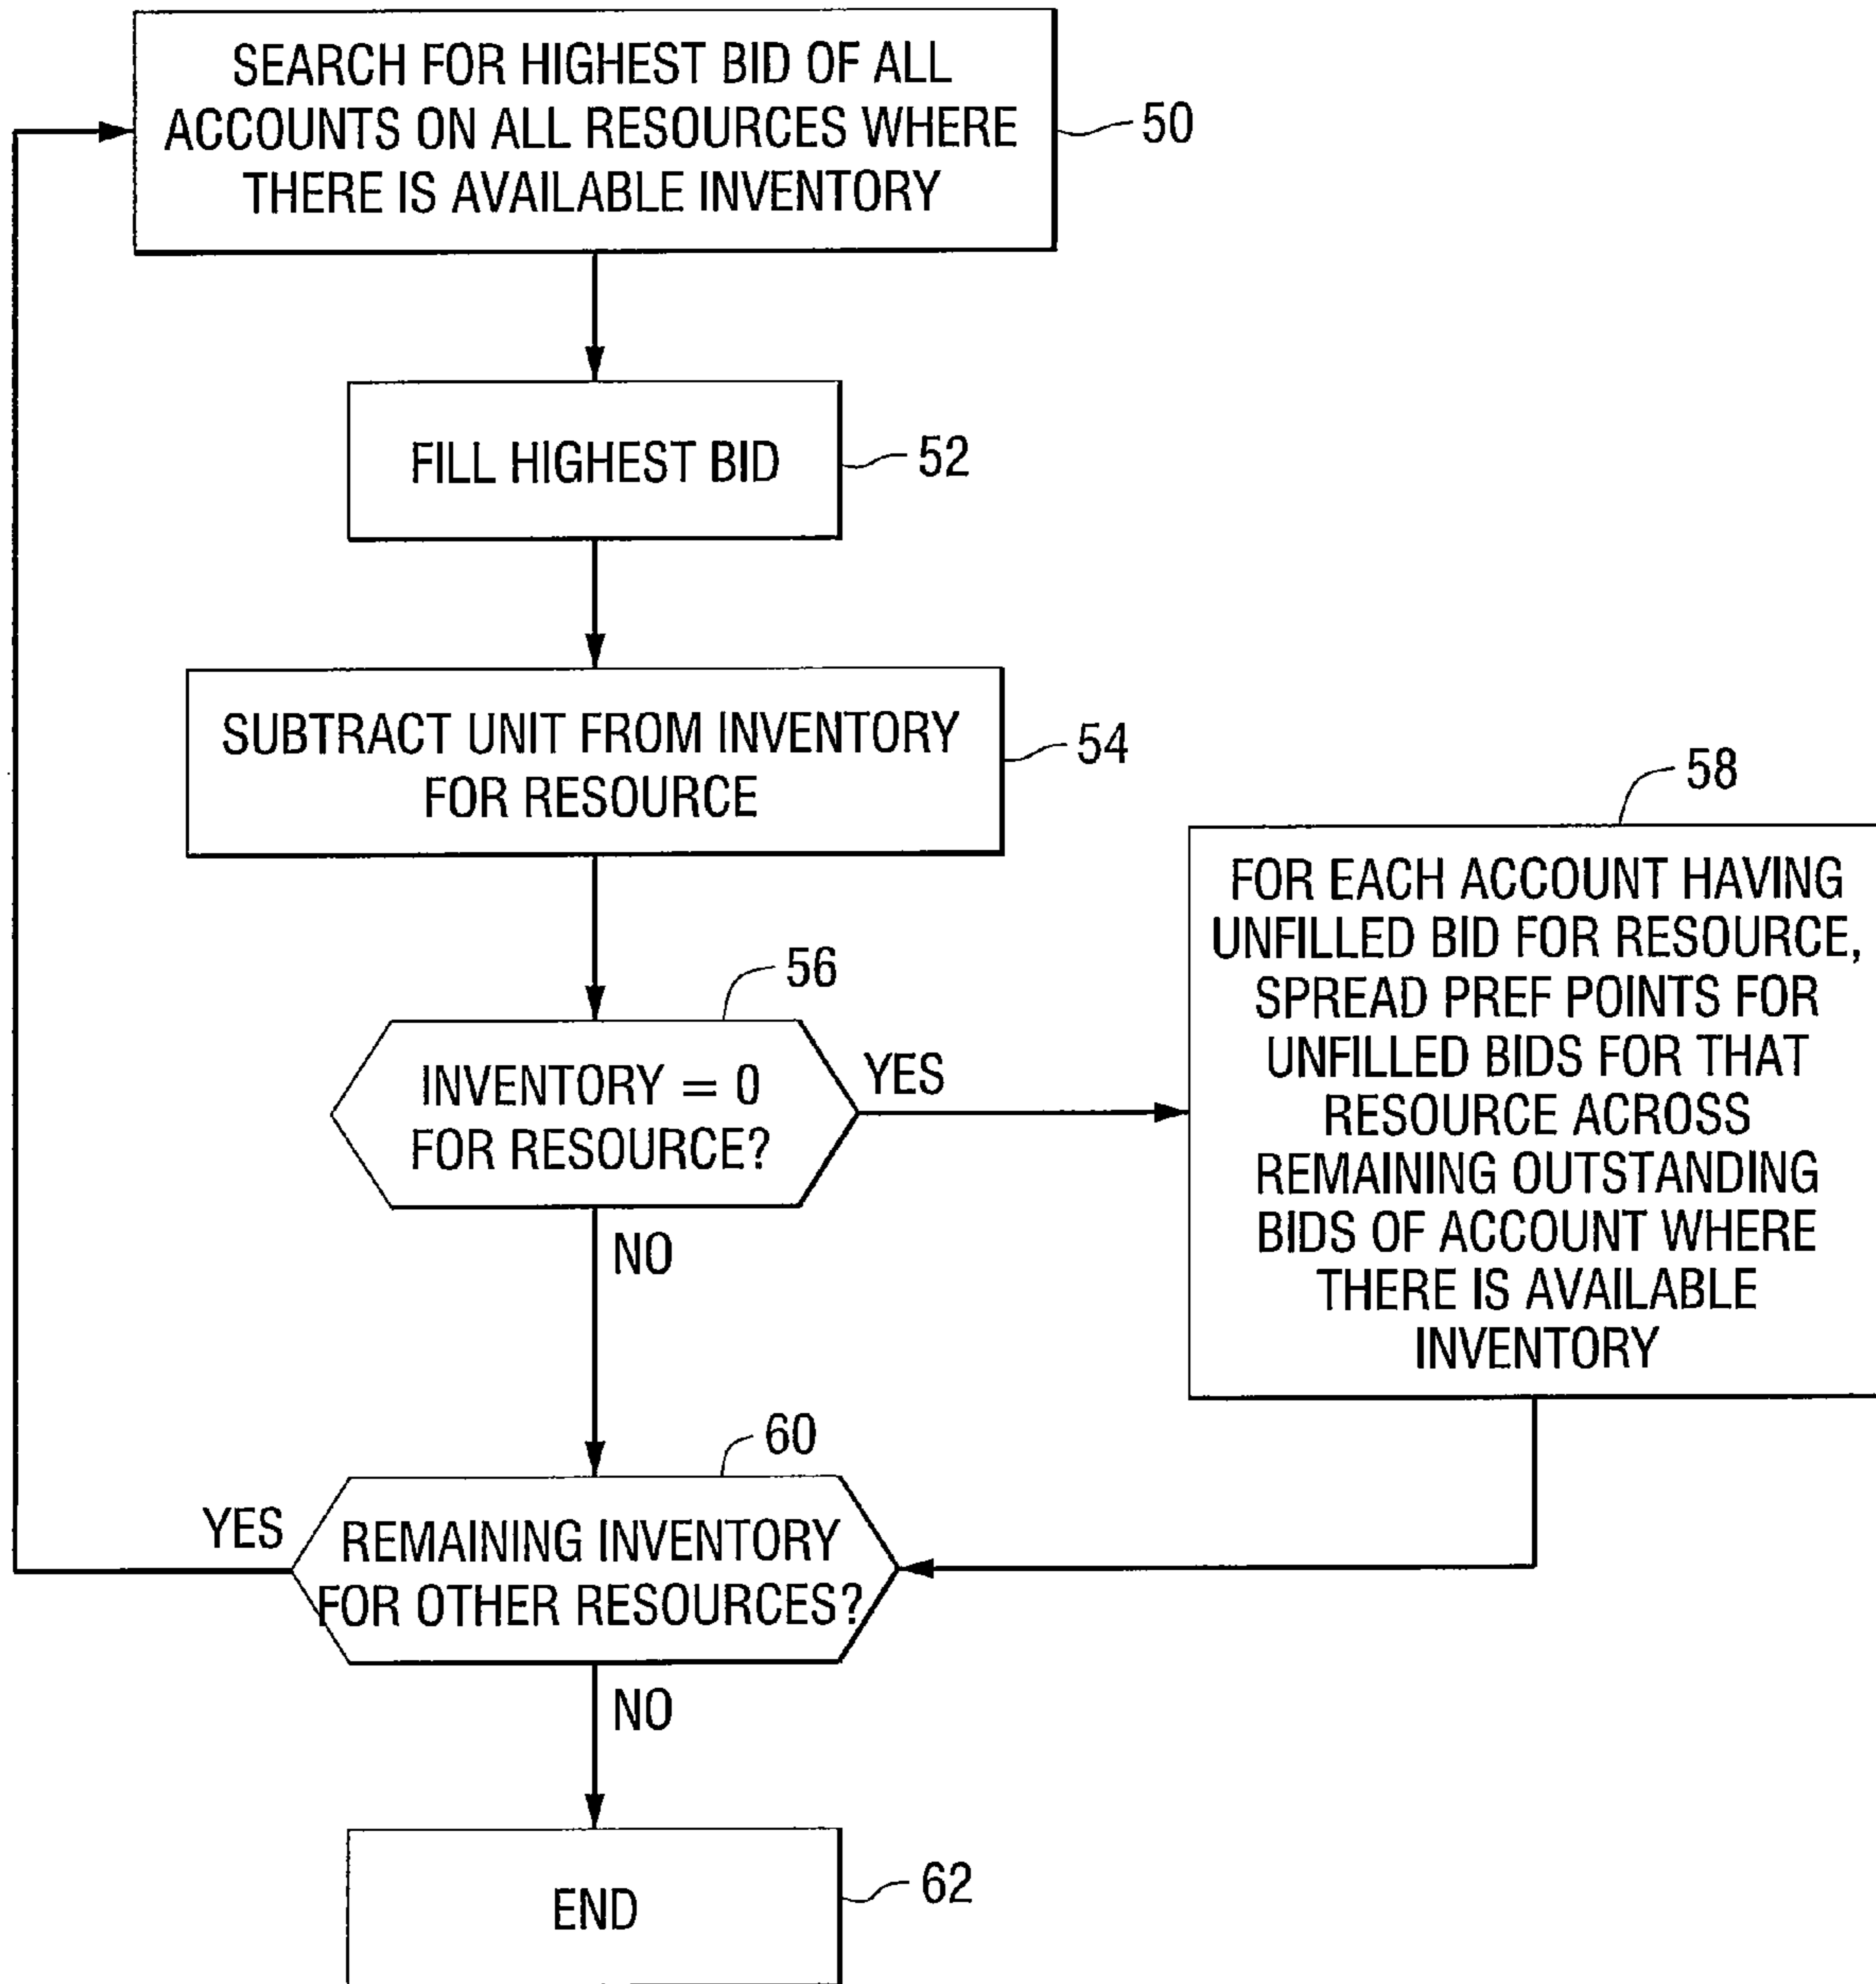 SEARCH FOR HIGHEST BID OF ALL
ACCOUNTS ON ALL RESOURCES WHERE
THERE IS AVAILABLE INVENTORY
50
FILL HIGHEST BID
52
SUBTRACT UNIT FROM INVENTORY
FOR RESOURCE
54
56
INVENTORY = 0
FOR RESOURCE?
YES
NO
58
FOR EACH ACCOUNT HAVING
UNFILLED BID FOR RESOURCE,
SPREAD PREF POINTS FOR
UNFILLED BIDS FOR THAT
RESOURCE ACROSS
REMAINING OUTSTANDING
BIDS OF ACCOUNT WHERE
THERE IS AVAILABLE
INVENTORY
60
YES
REMAINING INVENTORY
FOR OTHER RESOURCES?
NO
END
62